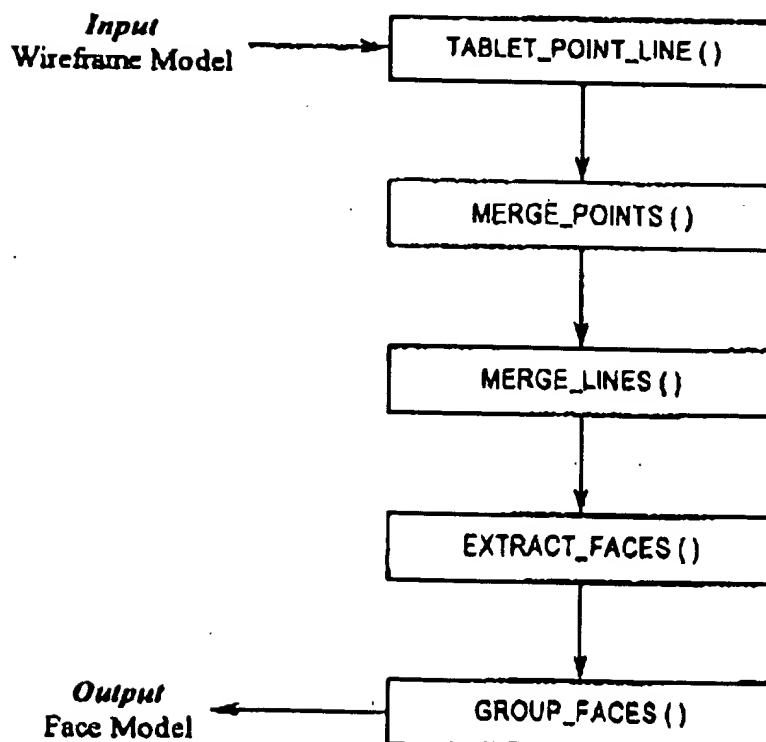 Input
Wireframe Model
TABLET_POINT_LINE()
MERGE_POINTS()
MERGE_LINES()
EXTRACT_FACES()
Output
Face Model
GROUP_FACES()